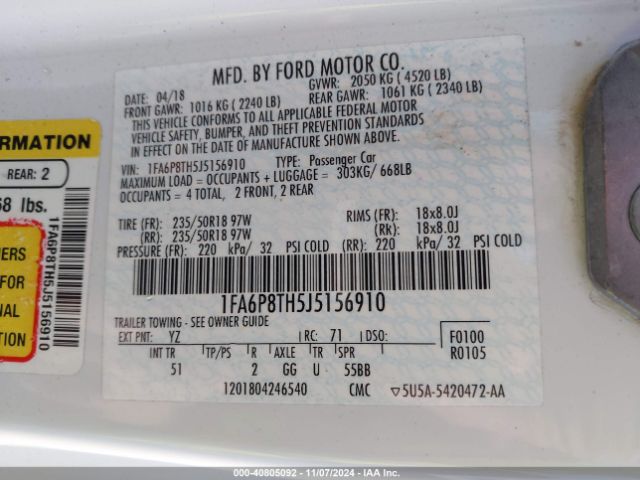 MFD. BY FORD MOTOR CO.
DATE: 04/18 GVWR: 2050 KG ( 4520 LB)
FRONT GAWR: 1016 KG ( 2240 LB) REAR GAWR: 1061 KG ( 2340 LB)
THIS VEHICLE CONFORMS TO ALL APPLICABLE FEDERAL MOTOR
VEHICLE SAFETY, BUMPER, AND THEFT PREVENTION STANDARDS
IN EFFECT ON THE DATE OF MANUFACTURE SHOWN ABOVE.
VIN: 1FA6P8TH5J5156910 TYPE: Passenger Car
MAXIMUM LOAD = OCCUPANTS + LUGGAGE = 303KG/ 668LB
OCCUPANTS = 4 TOTAL, 2 FRONT, 2 REAR
TIRE (FR): 235/50R18 97W RIMS (FR): 18x8.0J
(RR): 235/50R18 97W (RR): 18x8.0J
PRESSURE (FR): 220 kPa/ 32 PSI COLD (RR): 220 kPa/ 32 PSI COLD
1FA6P8TH5J5156910
TRAILER TOWING - SEE OWNER GUIDE
EXT PNT: YZ RC: 71 DSO: F0100
INT TR TP/PS R AXLE TR SPR R0105
51 2 GG U 55BB
1201804246540 CMC ▽5U5A-5420472-AA
ORMATION
REAR: 2
68 lbs.
IERS
FOR
NAL
TION
1FA6P8TH5J5156910
000-40805092 - 11/07/2024 - IAA Inc.